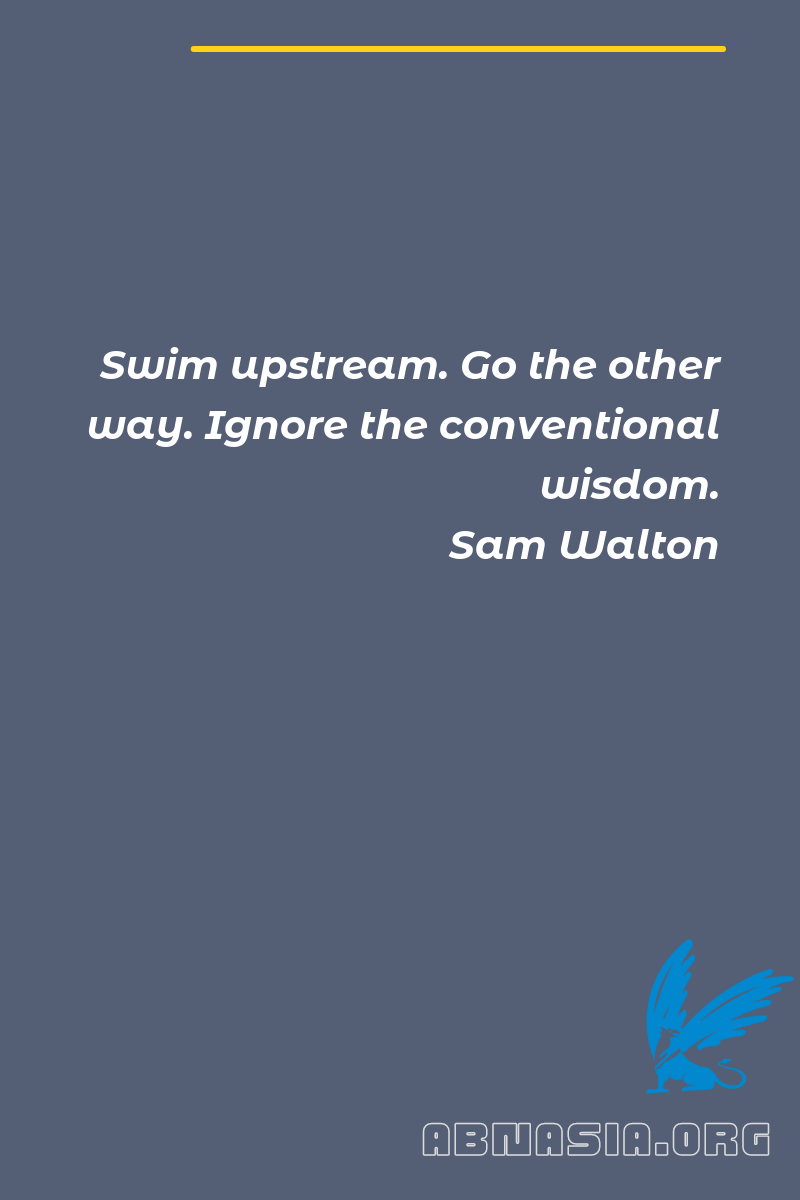 Swim upstream. Go the other
way. Ignore the conventional
wisdom.
Sam Walton
ABNASIA.ORG